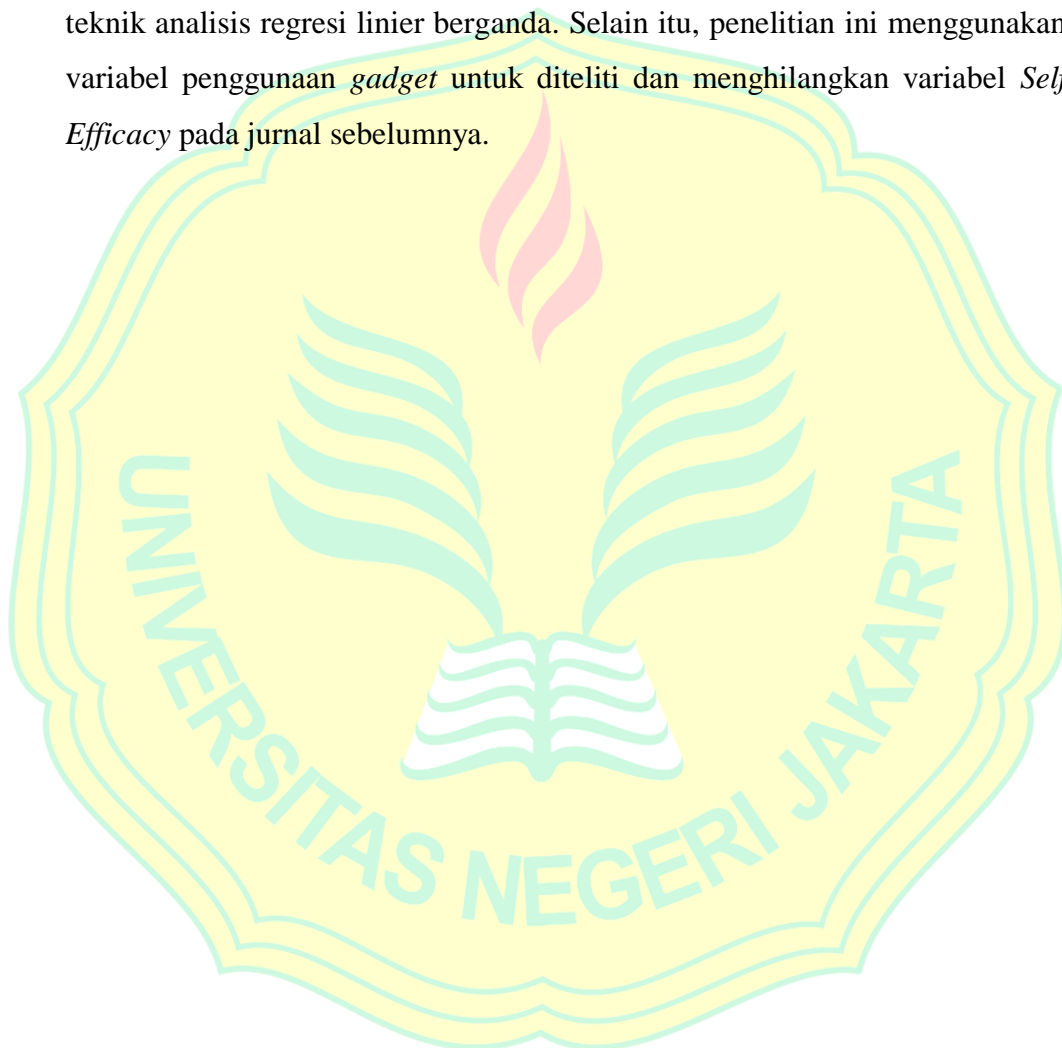 teknik analisis regresi linier berganda. Selain itu, penelitian ini menggunakan
variabel penggunaan gadget untuk diteliti dan menghilangkan variabel Self
Efficacy pada jurnal sebelumnya.
UNIVERSITAS NEGERI JAKARTA